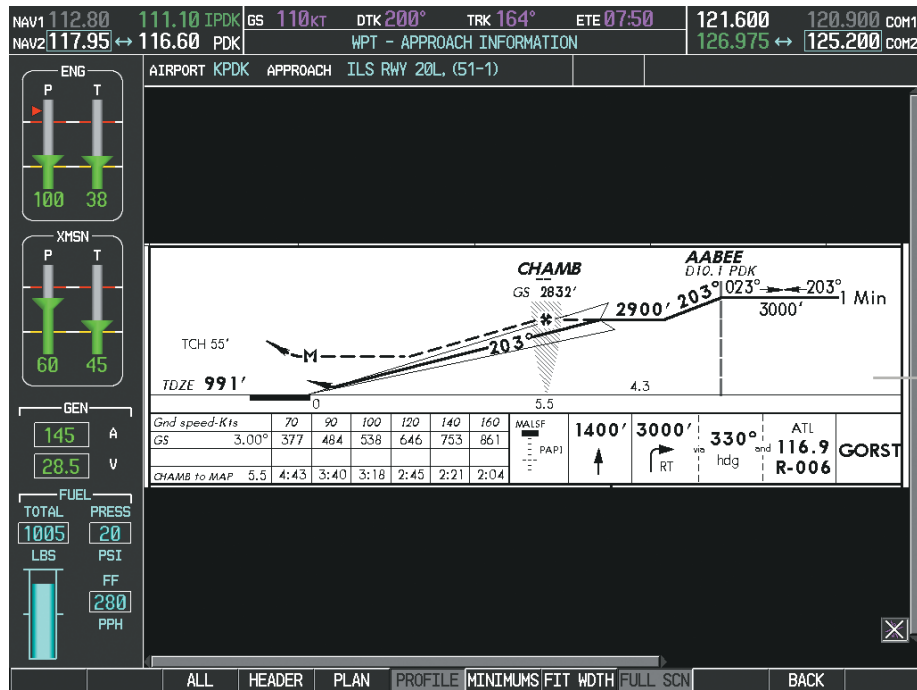 NAV1 112.80 111.10 IPDK GS 110KT DTK 200° TRK 164° ETE 07:50 121.600 120.900 COM1
NAV2 117.95 ↔ 116.60 PDK WPT - APPROACH INFORMATION 126.975 ↔ 125.200 COM2
AIRPORT KPDK APPROACH ILS RWY 20L, (51-1)
ENG
P T
100 38
XMSN
P T
60 45
GEN
145 A
28.5 V
FUEL
TOTAL PRESS
1005 20
LBS PSI
FF
280
PPH
CHAMB
GS 2832'
AABEE
D10.1 PDK
023° 203°
3000'
1 Min
2900' 203°
203°
TCH 55'
M
TDZE 991'
0 5.5 4.3
Gnd speed-Kts 70 90 100 120 140 160
GS 3.00° 377 484 538 646 753 861
CHAMB to MAP 5.5 4:43 3:40 3:18 2:45 2:21 2:04
MALSF
PAPI
1400'
3000'
RT
via
330°
hdg
and
ATL
116.9
R-006
GORST
ALL HEADER PLAN PROFILE MINIMUMS FIT WDTH FULL SCN BACK